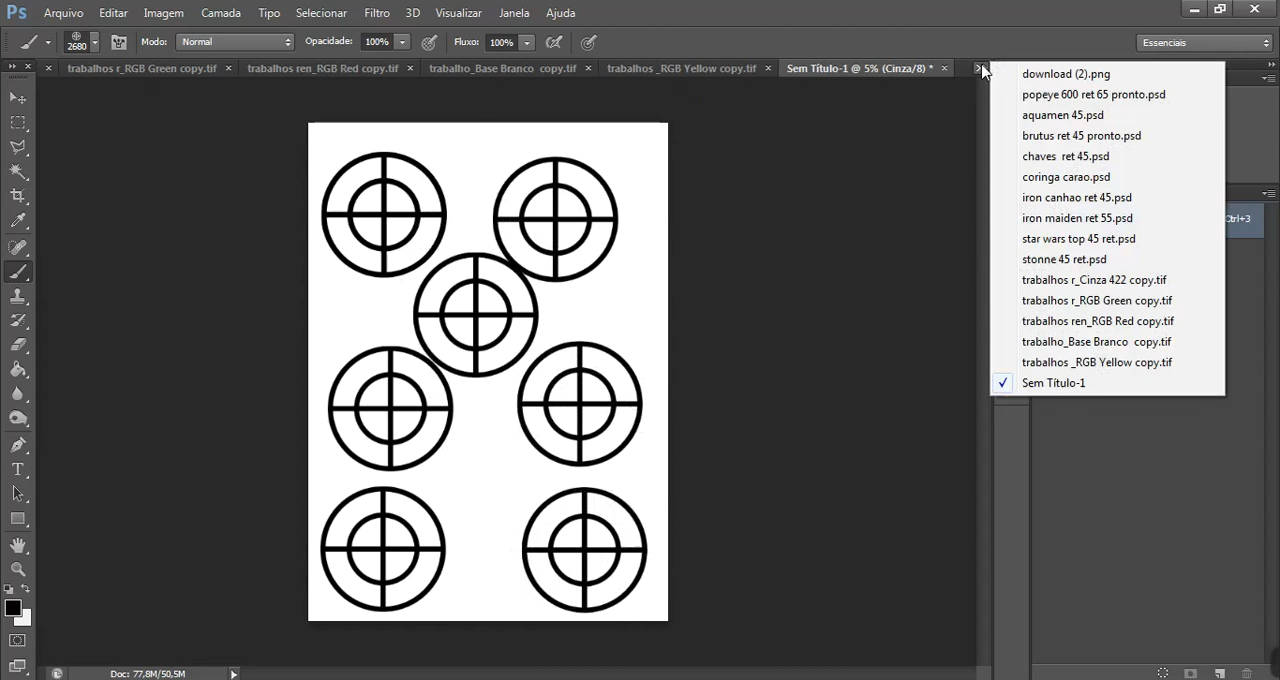 Ps Arquivo Editar Imagem Camada Tipo Selecionar Filtro 3D Visualizar Janela Ajuda
2680 Modo: Normal Opacidade: 100% Fluxo: 100% Essenciais
trabalhos r_RGB Green copy.tif trabalhos ren_RGB Red copy.tif trabalho_Base Branco copy.tif trabalhos _RGB Yellow copy.tif Sem Título-1 @ 5% (Cinza/8) *
download (2).png
popeye 600 ret 65 pronto.psd
aquamen 45.psd
brutus ret 45 pronto.psd
chaves ret 45.psd
coringa carao.psd
iron canhao ret 45.psd
iron maiden ret 55.psd
Ctrl+3
star wars top 45 ret.psd
stonne 45 ret.psd
trabalhos r_Cinza 422 copy.tif
trabalhos r_RGB Green copy.tif
trabalhos ren_RGB Red copy.tif
trabalho_Base Branco copy.tif
trabalhos _RGB Yellow copy.tif
Sem Título-1
Doc: 77,8M/50,5M